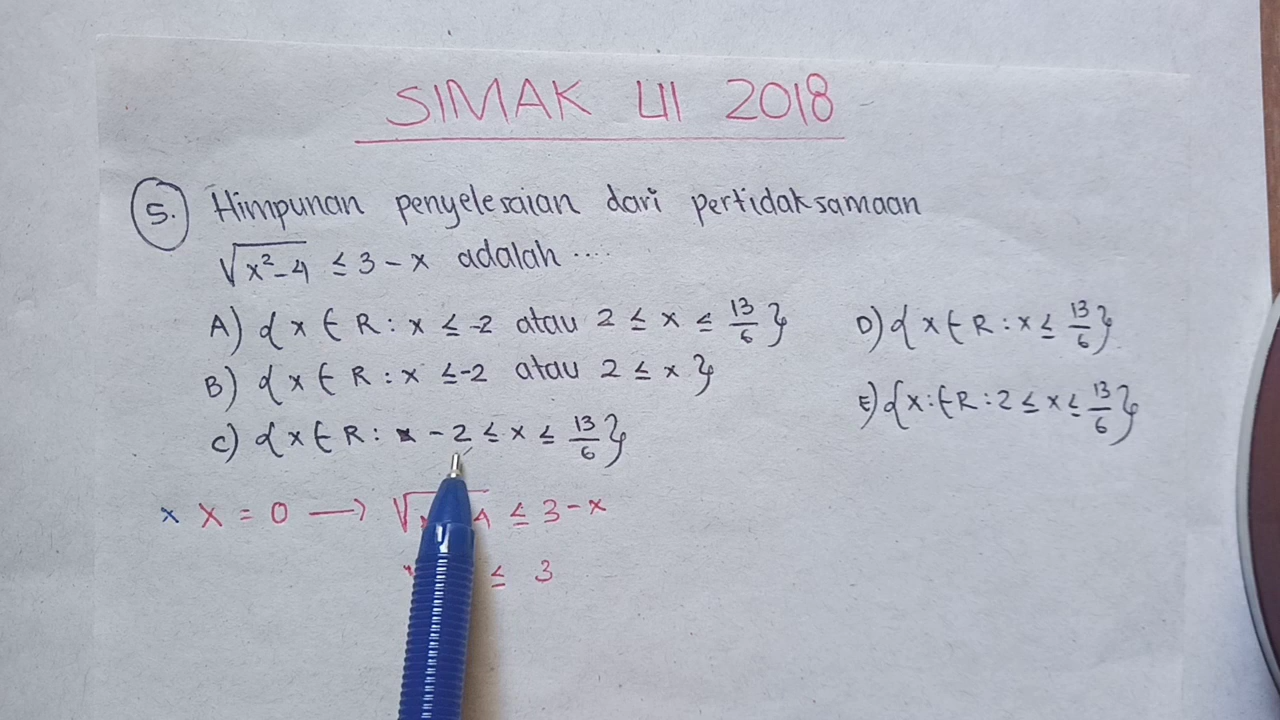 SIMAK UI 2018
5. Himpunan penyelesaian dari pertidaksamaan
√x²-4 ≤ 3 - x adalah ....
A) {x ∈ R : x ≤ -2 atau 2 ≤ x ≤ 13/6}
B) {x ∈ R : x ≤ -2 atau 2 ≤ x}
C) {x ∈ R : -2 ≤ x ≤ 13/6}
D) {x ∈ R : x ≤ 13/6}
E) {x : ∈ R : 2 ≤ x ≤ 13/6}
x x = 0 → √ 4 ≤ 3 - x
≤ 3